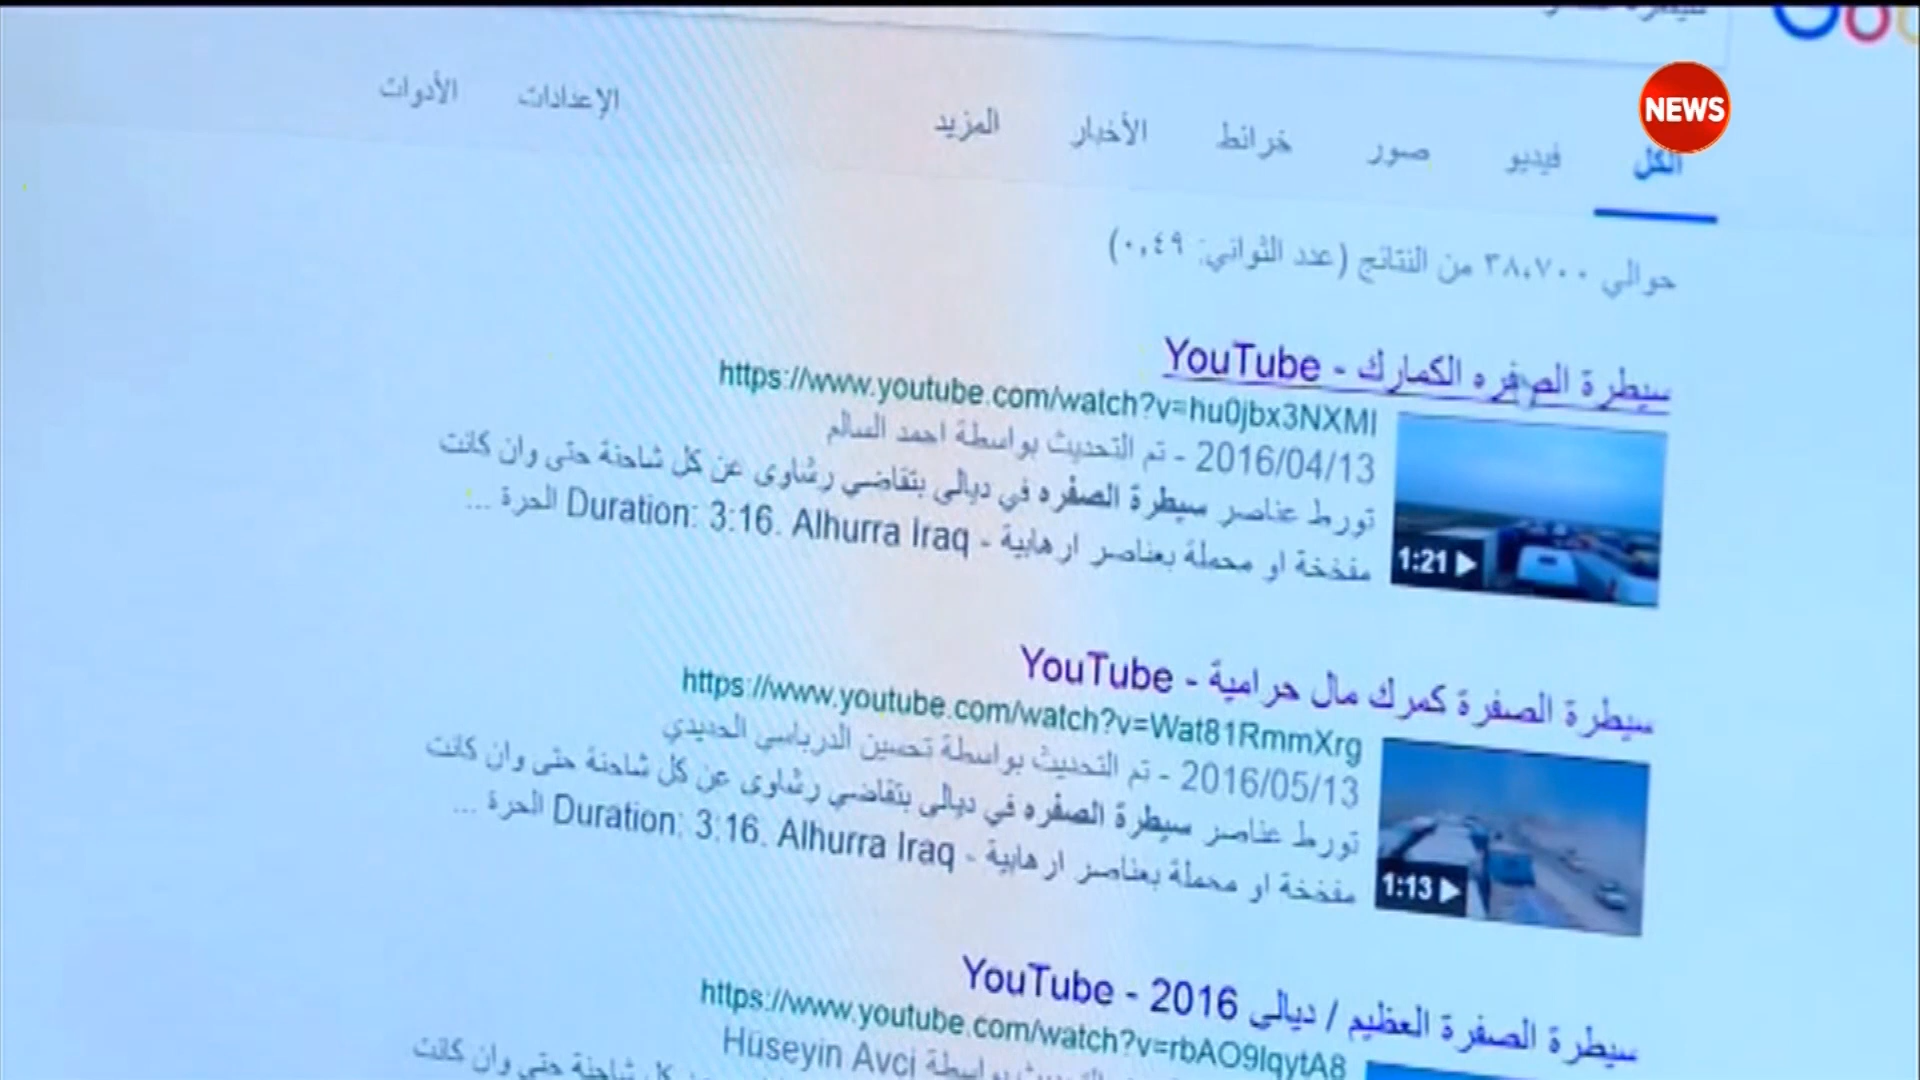 NEWS
الكل فيديو صور خرائط الأخبار المزيد الإعدادات الأدوات
حوالي ٣٨،٧٠٠ من النتائج (عدد الثواني: ٠،٤٩)
سيطرة الصفره الكمارك - YouTube
https://www.youtube.com/watch?v=hu0jbx3NXMI
2016/04/13 - تم التحديث بواسطة احمد السالم
تورط عناصر سيطرة الصفره في ديالى بتقاضي رشاوى عن كل شاحنة حتى وان كانت
مفخخة او محملة بعناصر ارهابية - Duration: 3:16. Alhurra Iraq الحرة ...
1:21
سيطرة الصفرة كمرك مال حرامية - YouTube
https://www.youtube.com/watch?v=Wat81RmmXrg
2016/05/13 - تم التحديث بواسطة تحسين الدرباسي الحديدي
تورط عناصر سيطرة الصفره في ديالى بتقاضي رشاوى عن كل شاحنة حتى وان كانت
مفخخة او محملة بعناصر ارهابية - Duration: 3:16. Alhurra Iraq الحرة ...
1:13
سيطرة الصفرة العظيم / ديالى 2016 - YouTube
https://www.youtube.com/watch?v=rbAO9lqytA8
بواسطة Hüseyin Avci
كل شاحنة حتى وان كانت